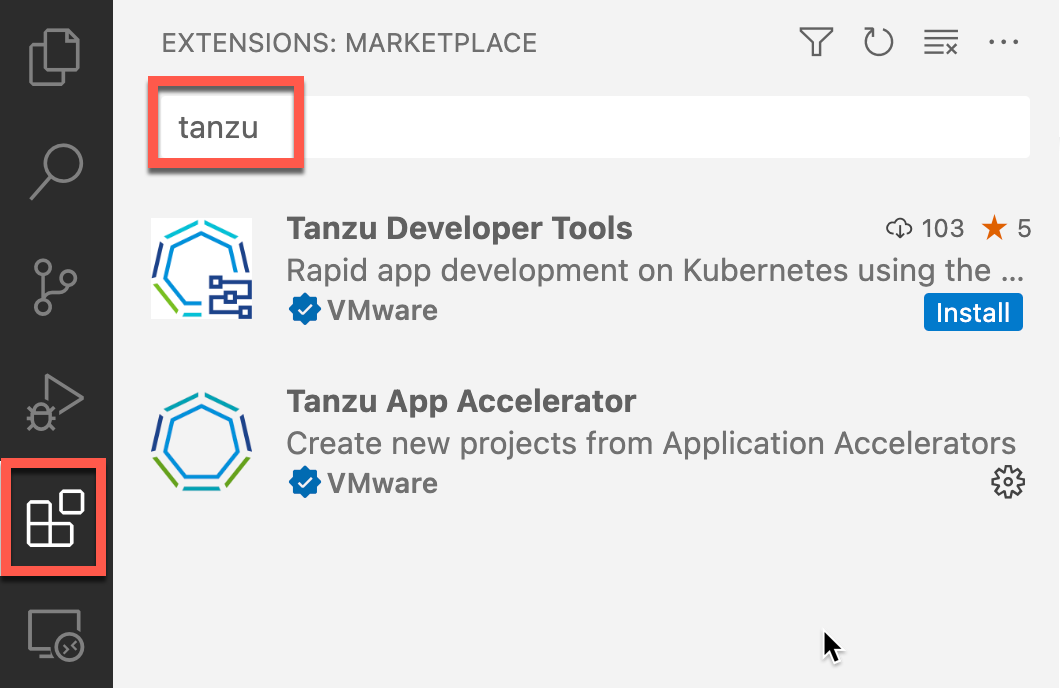 EXTENSIONS: MARKETPLACE
tanzu
Tanzu Developer Tools 103 5
Rapid app development on Kubernetes using the ...
VMware Install
Tanzu App Accelerator
Create new projects from Application Accelerators
VMware